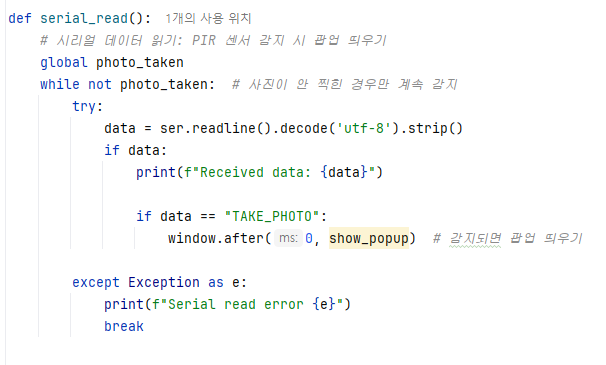 def serial_read(): 1개의 사용 위치
# 시리얼 데이터 읽기: PIR 센서 감지 시 팝업 띄우기
global photo_taken
while not photo_taken: # 사진이 안 찍힌 경우만 계속 감지
try:
data = ser.readline().decode('utf-8').strip()
if data:
print(f"Received data: {data}")
if data == "TAKE_PHOTO":
window.after( ms: 0, show_popup) # 감지되면 팝업 띄우기
except Exception as e:
print(f"Serial read error {e}")
break